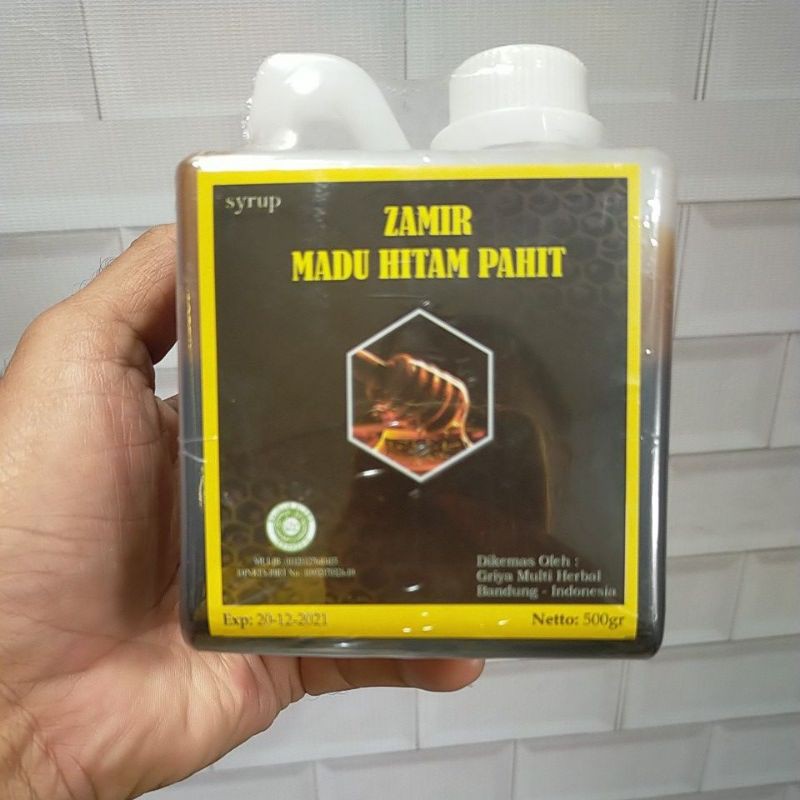 syrup
ZAMIR
MADU HITAM PAHIT
Dikemas Oleh :
Griya Multi Herbal
Bandung - Indonesia
Exp: 20-12-2021
Netto: 500gr